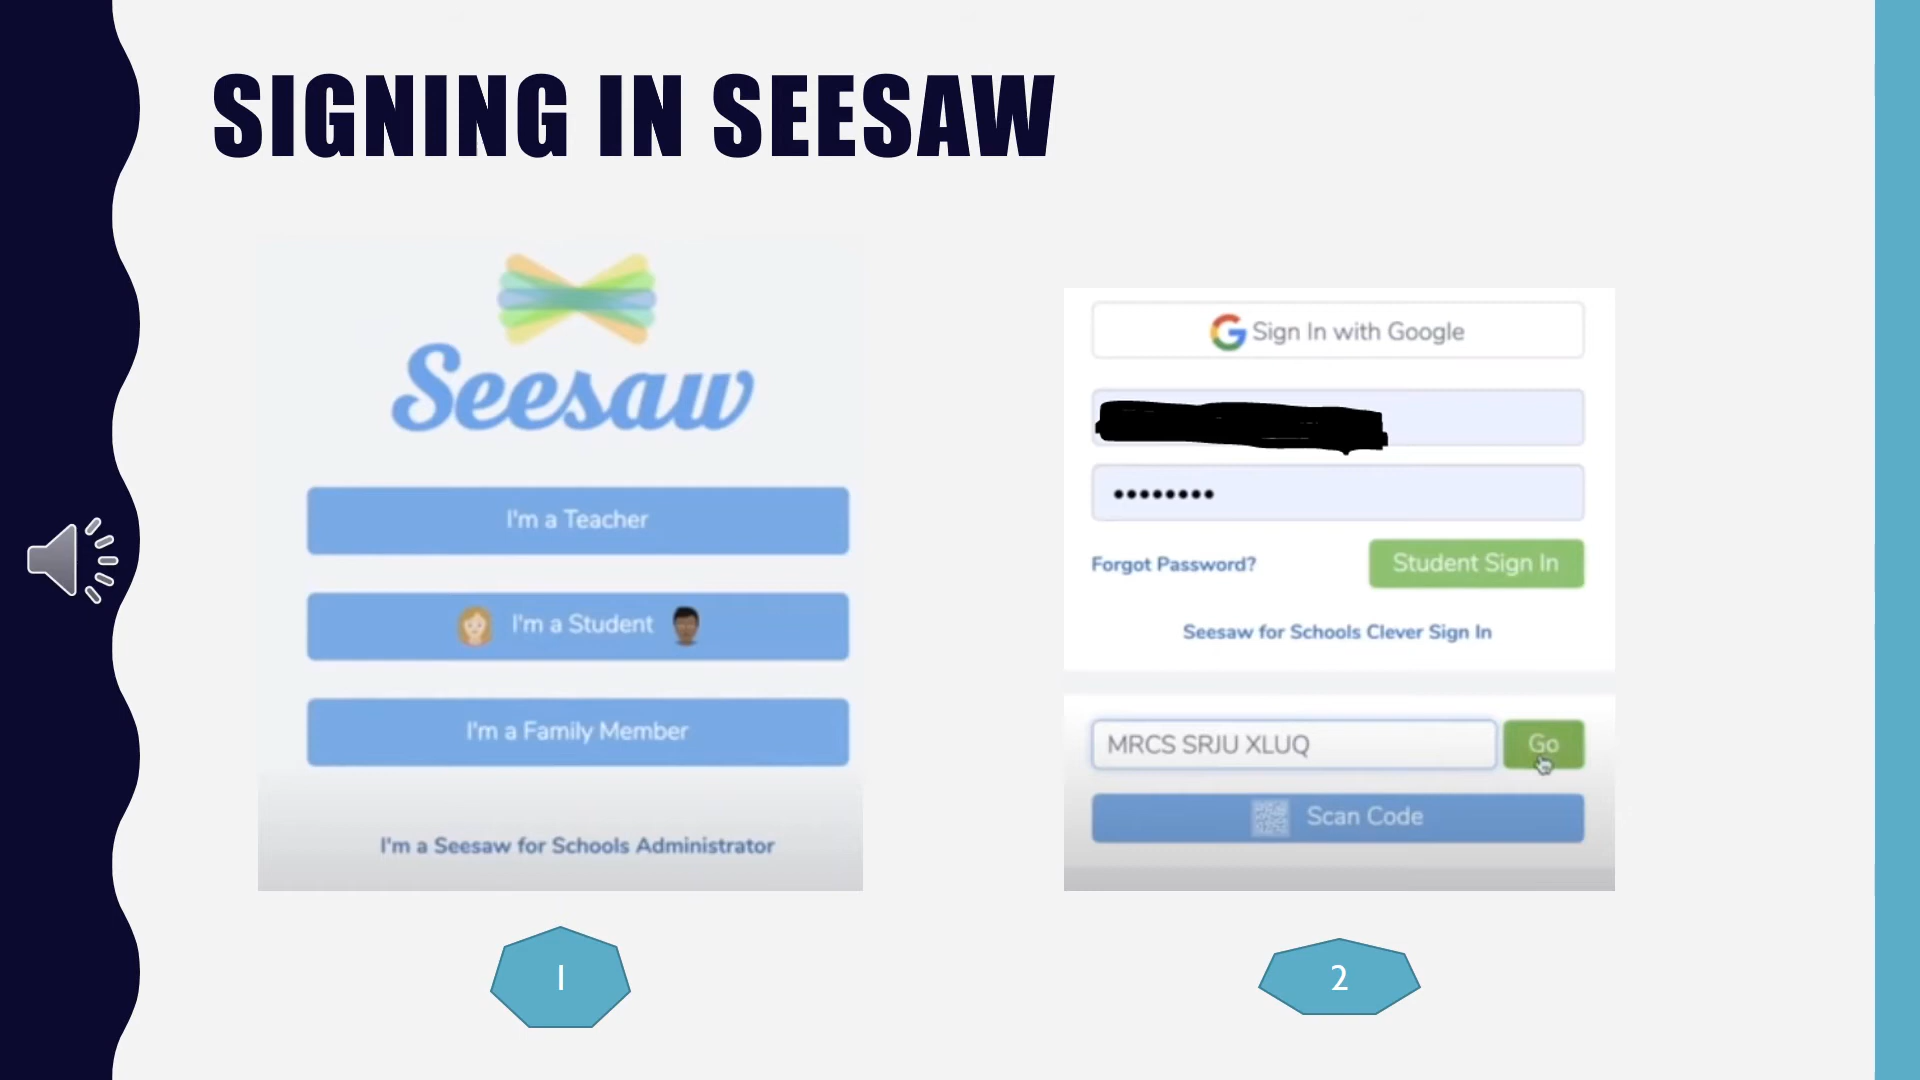 SIGNING IN SEESAW
Seesaw
I'm a Teacher
I'm a Student
I'm a Family Member
I'm a Seesaw for Schools Administrator
1
Sign In with Google
••••••••
Forgot Password?
Student Sign In
Seesaw for Schools Clever Sign In
MRCS SRJU XLUQ
Go
Scan Code
2